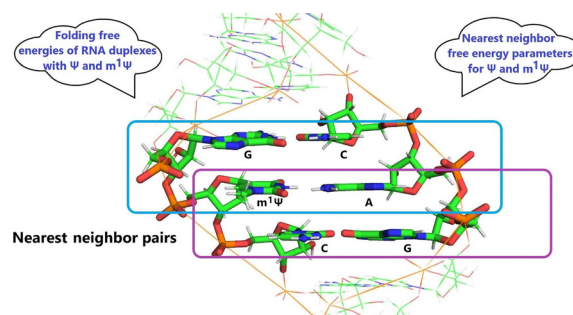 Folding free
energies of RNA duplexes
with Ψ and m¹Ψ
Nearest neighbor
free energy parameters
for Ψ and m¹Ψ
G C
m¹Ψ A
Nearest neighbor pairs
C G